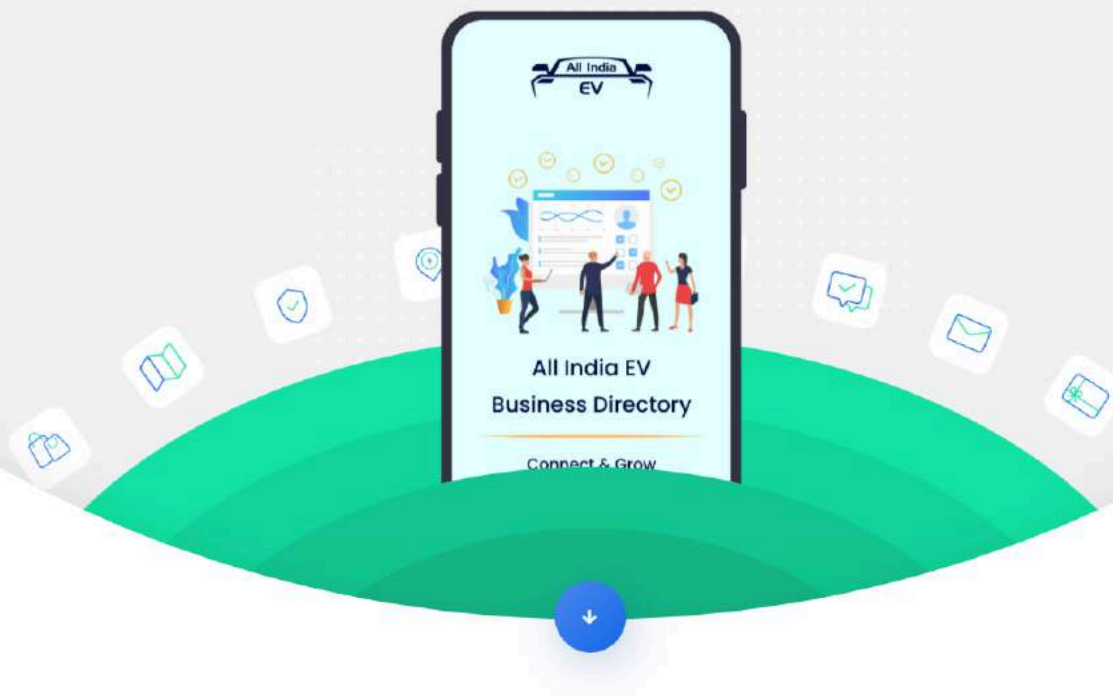 All India
EV
All India EV
Business Directory
Connect & Grow